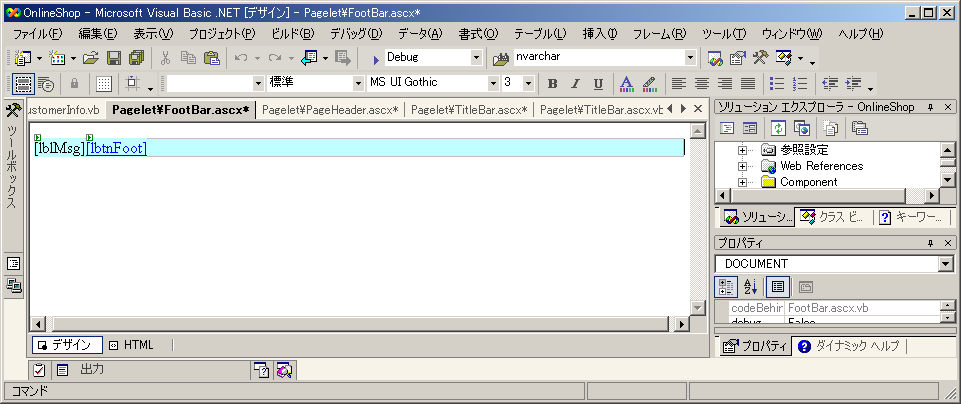 OnlineShop - Microsoft Visual Basic .NET [デザイン] - Pagelet¥FootBar.ascx*
ファイル(F) 編集(E) 表示(V) プロジェクト(P) ビルド(B) デバッグ(D) データ(A) 書式(O) テーブル(L) 挿入(I) フレーム(R) ツール(T) ウィンドウ(W) ヘルプ(H)
Debug nvarchar
標準 MS UI Gothic 3 B I U A
ustomerInfo.vb Pagelet¥FootBar.ascx* Pagelet¥PageHeader.ascx* Pagelet¥TitleBar.ascx* Pagelet¥TitleBar.ascx.vb
ツールボックス
[lblMsg][lbtnFoot]
デザイン HTML
出力
コマンド
ソリューション エクスプローラ - OnlineShop
参照設定
Web References
Component
ソリューシ... クラス ビ... キーワー...
プロパティ
DOCUMENT
codeBehir FootBar.ascx.vb
debug False
プロパティ ダイナミック ヘルプ